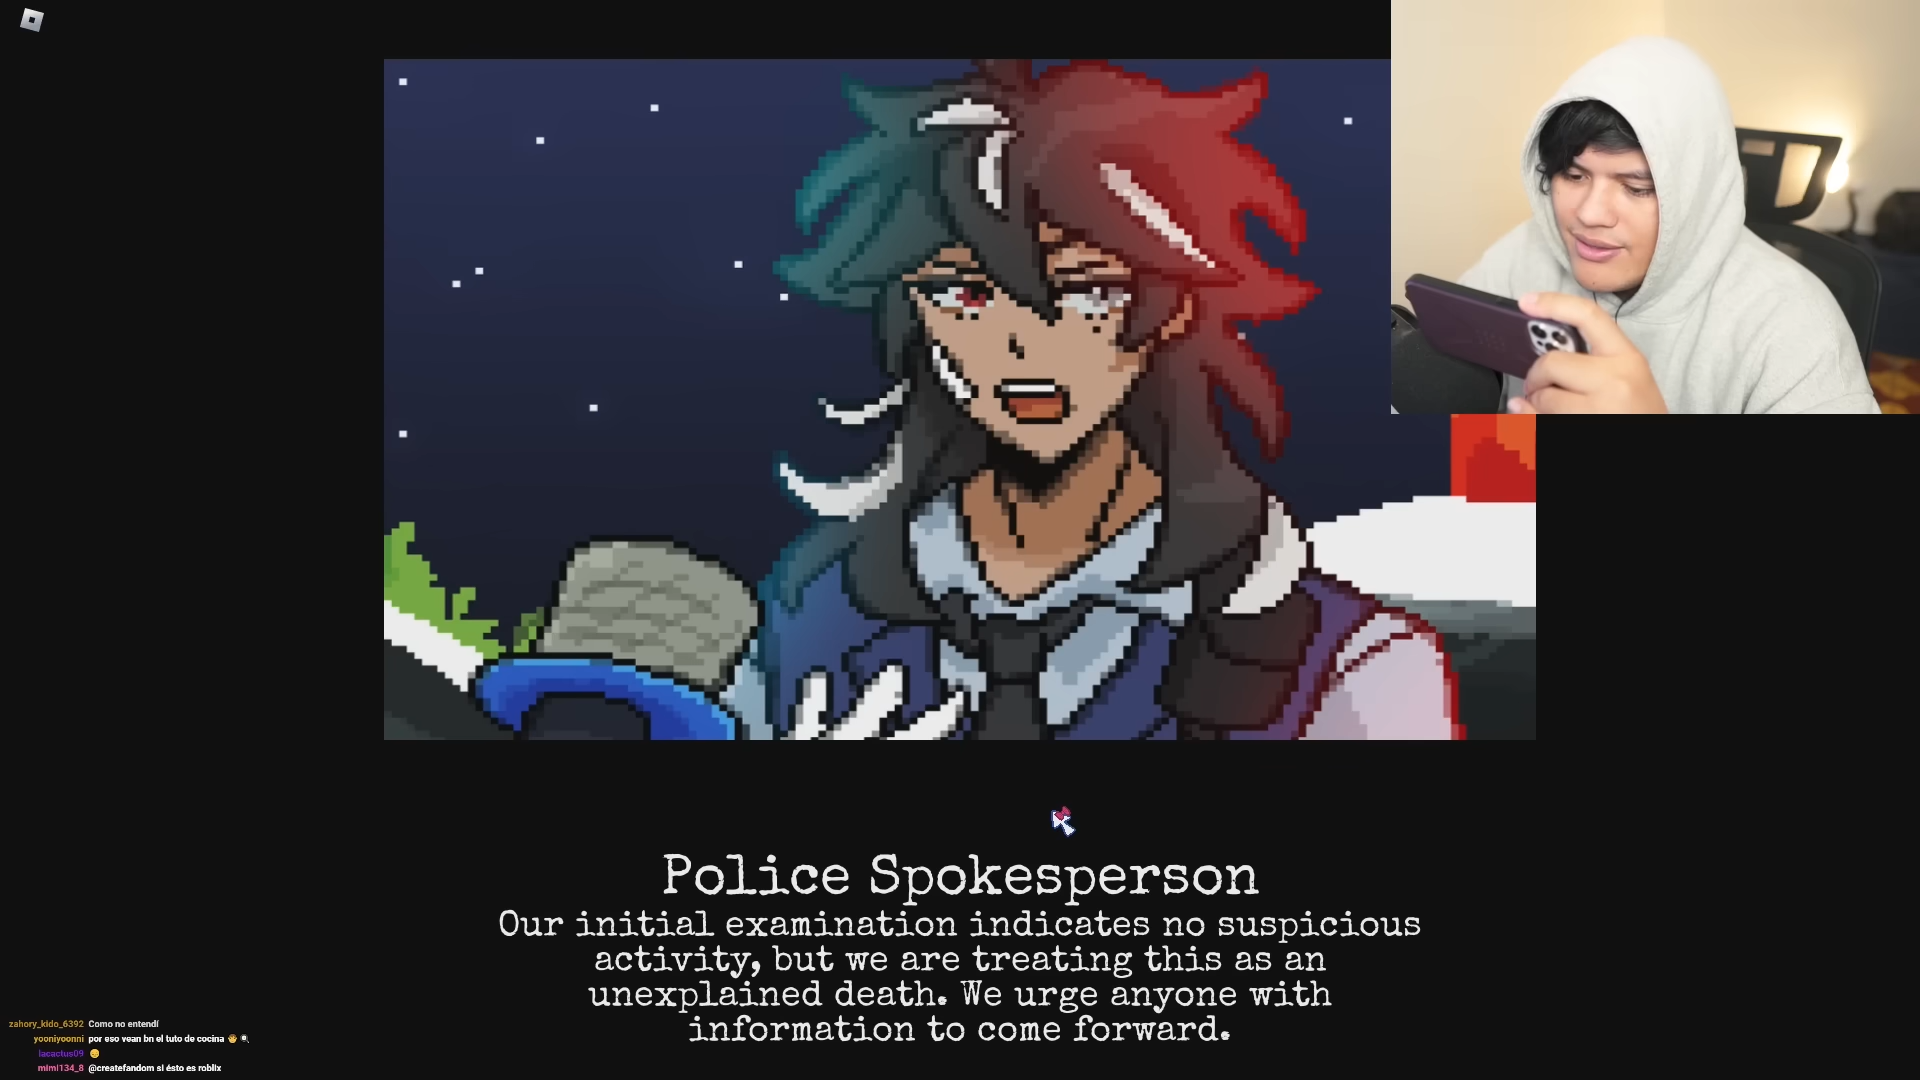 Police Spokesperson
Our initial examination indicates no suspicious
activity, but we are treating this as an
unexplained death. We urge anyone with
information to come forward.
zahory_kido_6392 Como no entendí
yooniyoonni por eso vean bn el tuto de cocina
lacactus09
mimi134_8 @createfandom si ésto es roblix